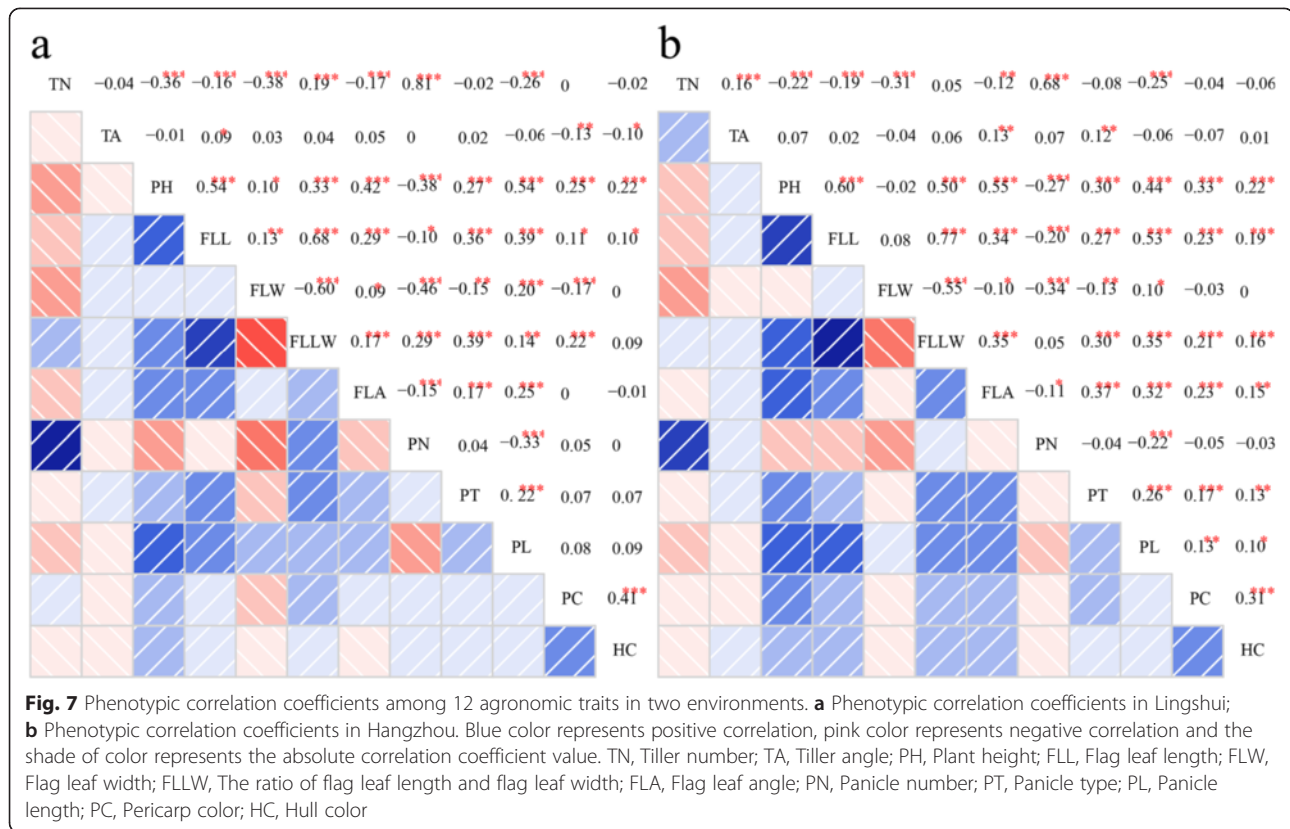 a
TN −0.04 −0.36*** −0.16*** −0.38*** 0.19*** −0.17*** 0.81*** −0.02 −0.26*** 0 −0.02
TA −0.01 0.09* 0.03 0.04 0.05 0 0.02 −0.06 −0.13** −0.10*
PH 0.54*** 0.10* 0.33*** 0.42*** −0.38*** 0.27*** 0.54*** 0.25*** 0.22***
FLL 0.13** 0.68*** 0.29*** −0.10* 0.36*** 0.39*** 0.11* 0.10*
FLW −0.60*** 0.09* −0.46*** −0.15** 0.20*** −0.17*** 0
FLLW 0.17*** 0.29*** 0.39*** 0.14** 0.22*** 0.09
FLA −0.15*** 0.17*** 0.25*** 0 −0.01
PN 0.04 −0.33*** 0.05 0
PT 0.22*** 0.07 0.07
PL 0.08 0.09
PC 0.41***
HC
b
TN 0.16*** −0.22*** −0.19*** −0.31*** 0.05 −0.12** 0.68*** −0.08 −0.25*** −0.04 −0.06
TA 0.07 0.02 −0.04 0.06 0.13** 0.07 0.12** −0.06 −0.07 0.01
PH 0.60*** −0.02 0.50*** 0.55*** −0.27*** 0.30*** 0.44*** 0.33*** 0.22***
FLL 0.08 0.77*** 0.34*** −0.20*** 0.27*** 0.53*** 0.23*** 0.19***
FLW −0.55*** −0.10* −0.34*** −0.13** 0.10* −0.03 0
FLLW 0.35*** 0.05 0.30*** 0.35*** 0.21*** 0.16***
FLA −0.11* 0.37*** 0.32*** 0.23*** 0.15**
PN −0.04 −0.22*** −0.05 −0.03
PT 0.26*** 0.17*** 0.13**
PL 0.13** 0.10*
PC 0.31***
HC
Fig. 7 Phenotypic correlation coefficients among 12 agronomic traits in two environments. a Phenotypic correlation coefficients in Lingshui;
b Phenotypic correlation coefficients in Hangzhou. Blue color represents positive correlation, pink color represents negative correlation and the
shade of color represents the absolute correlation coefficient value. TN, Tiller number; TA, Tiller angle; PH, Plant height; FLL, Flag leaf length; FLW,
Flag leaf width; FLLW, The ratio of flag leaf length and flag leaf width; FLA, Flag leaf angle; PN, Panicle number; PT, Panicle type; PL, Panicle
length; PC, Pericarp color; HC, Hull color